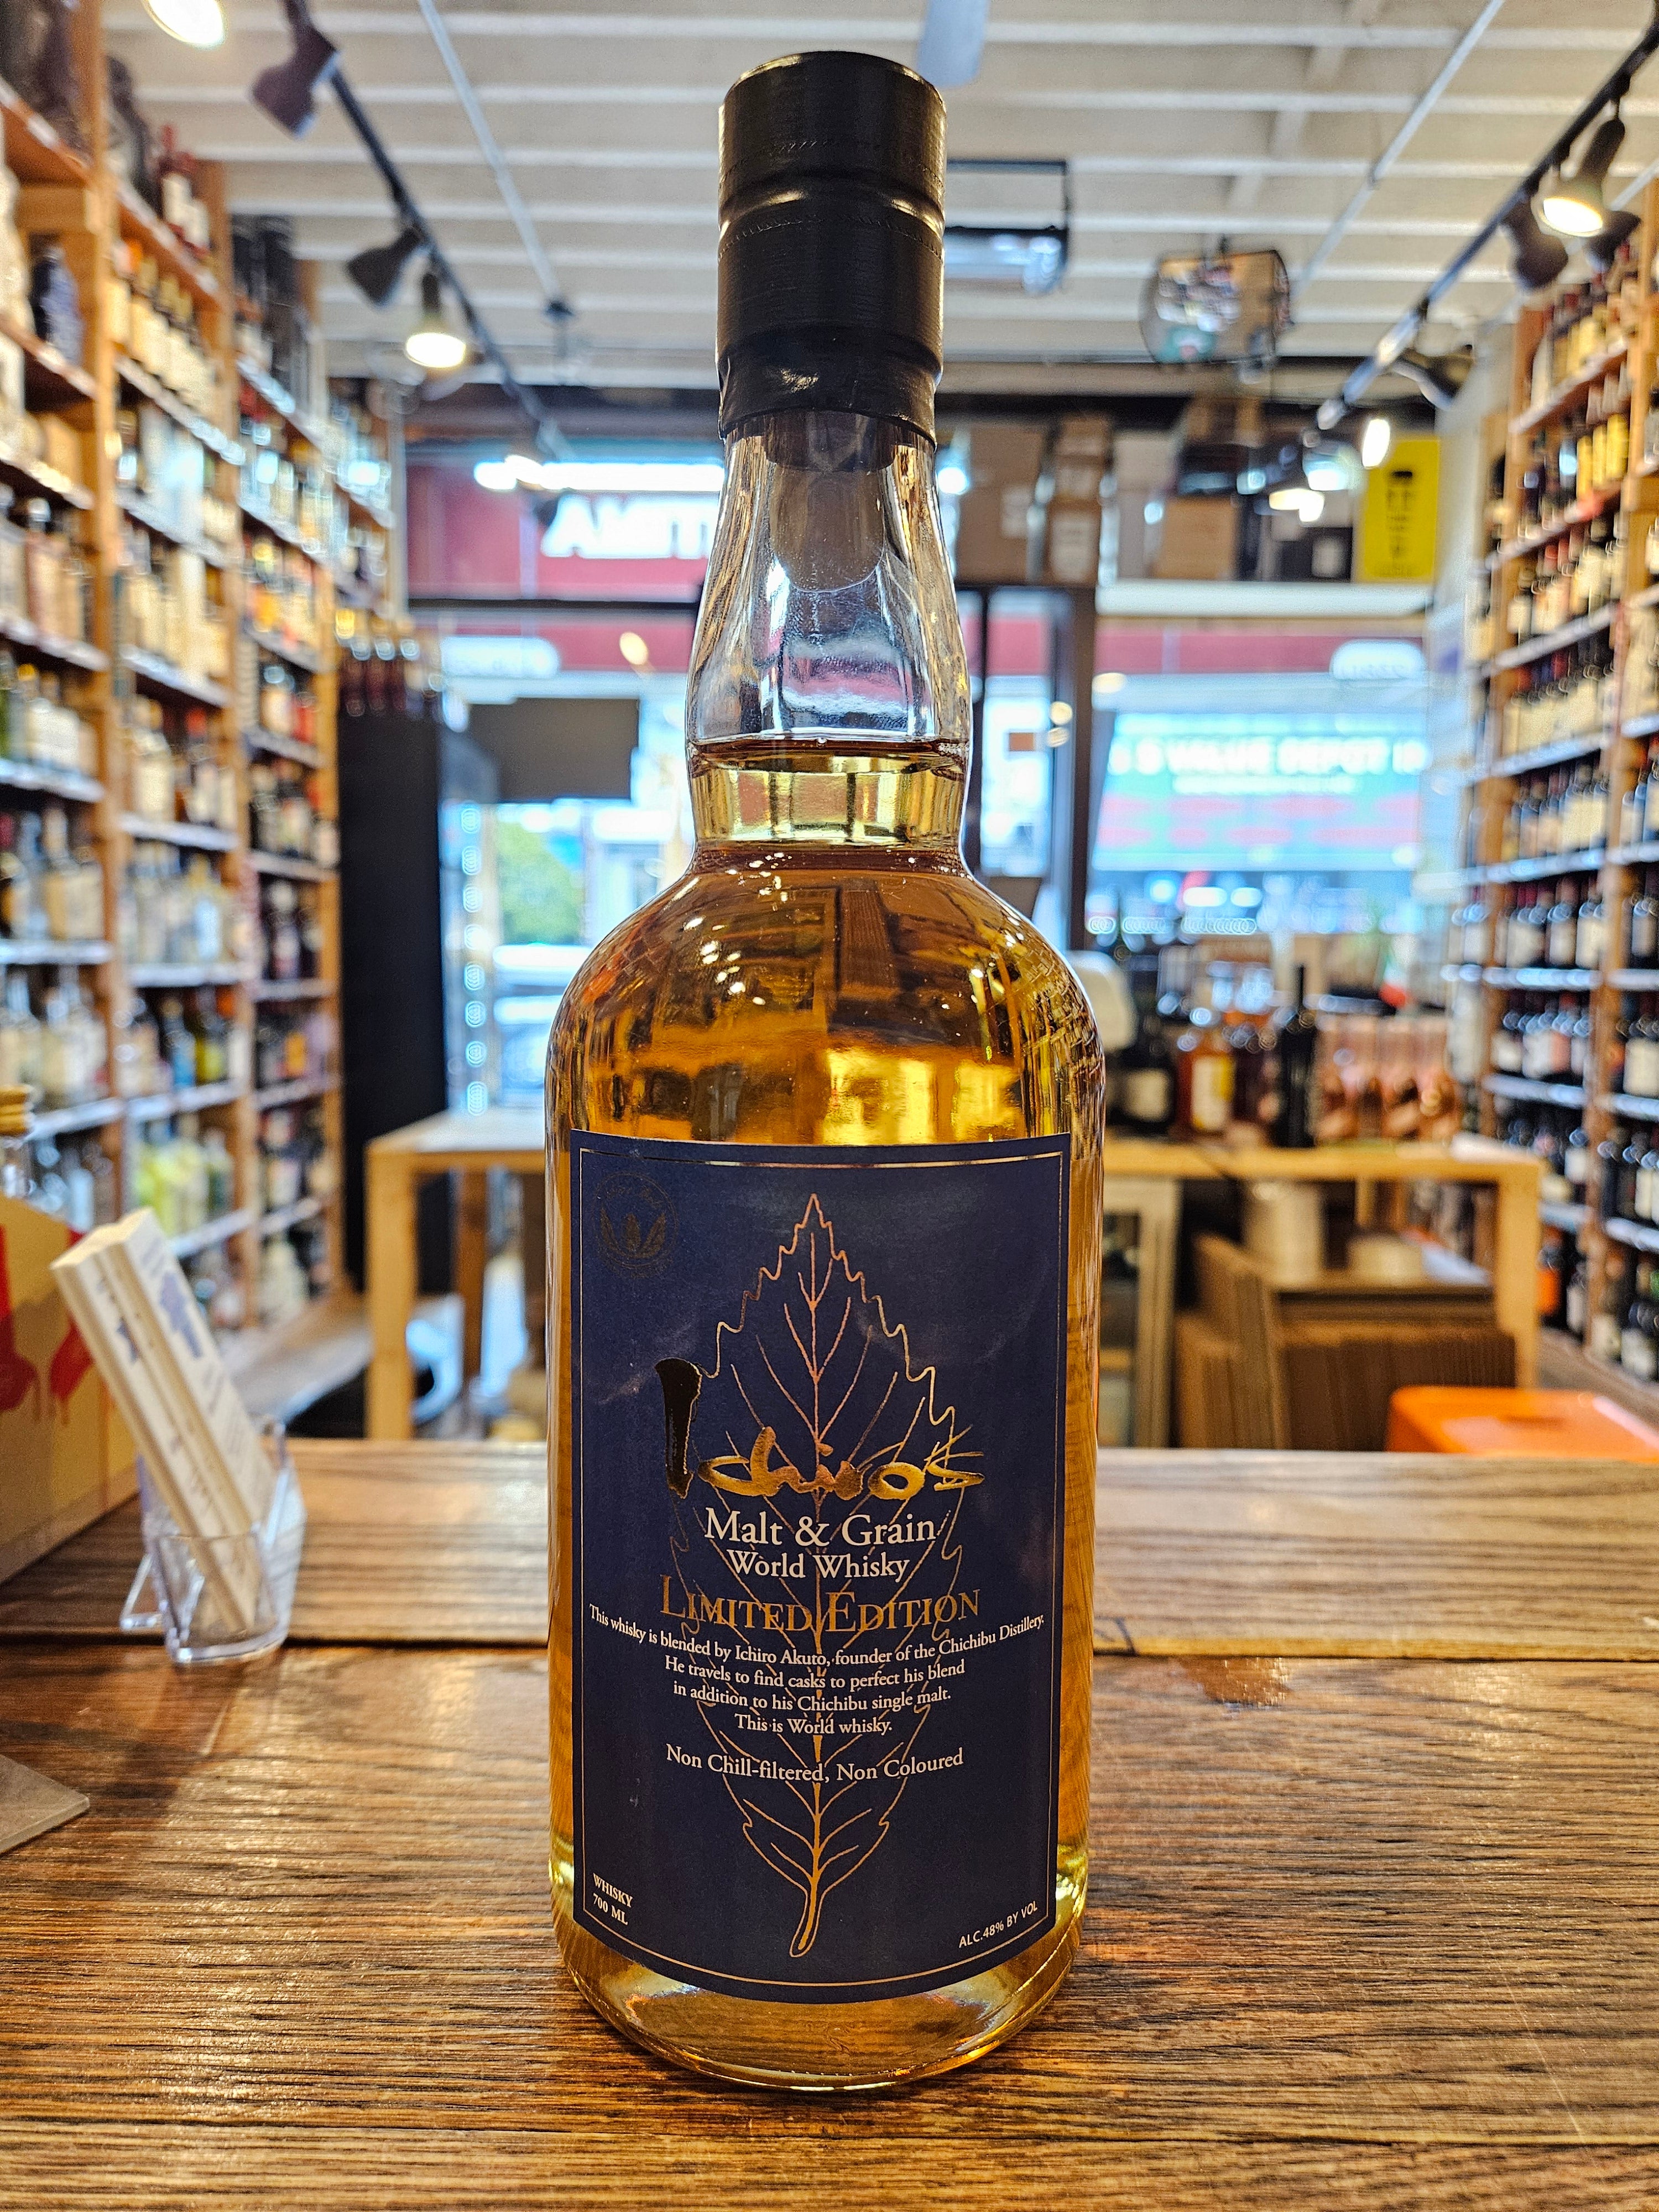 Ichiro's
Malt & Grain
World Whisky
LIMITED EDITION
This whisky is blended by Ichiro Akuto, founder of the Chichibu Distillery.
He travels to find casks to perfect his blend
in addition to his Chichibu single malt.
This is World whisky.
Non Chill-filtered, Non Coloured
WHISKY
700 ML
ALC.48% BY VOL
VALUE DEPOT